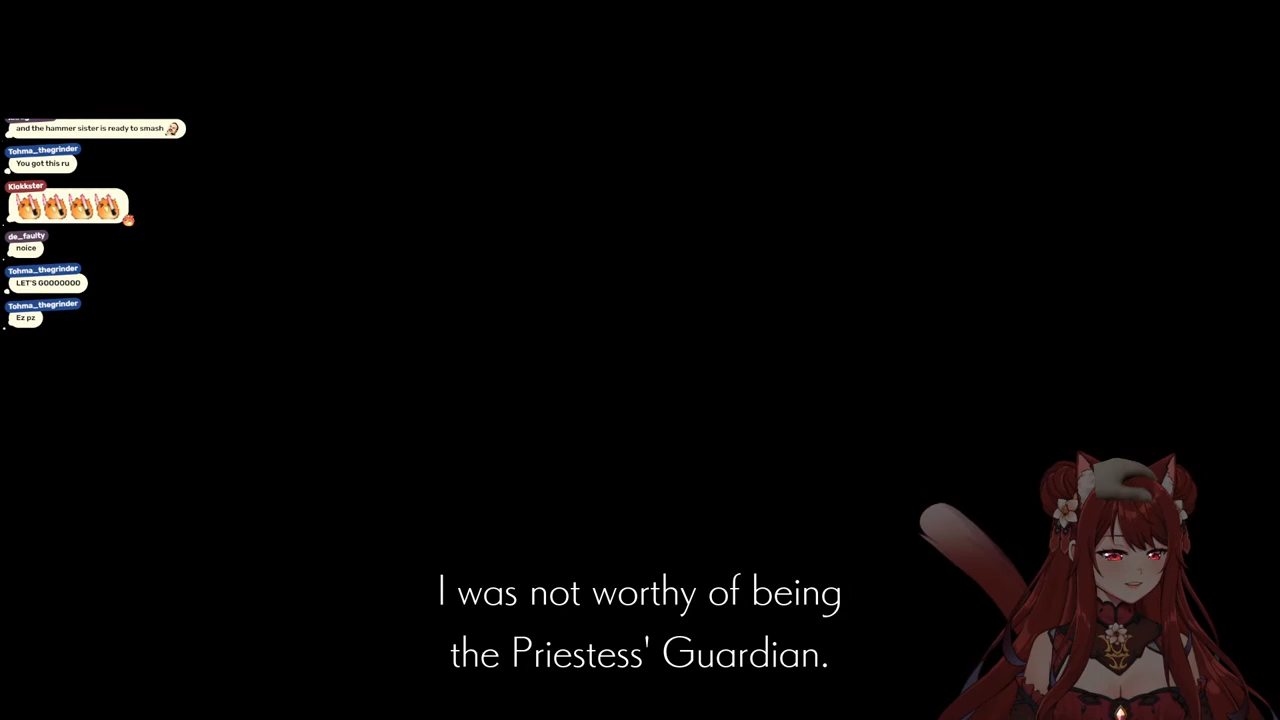 and the hammer sister is ready to smash
Tohma_thegrinder
You got this ru
Klokkster
de_faulty
noice
Tohma_thegrinder
LET'S GOOOOOOO
Tohma_thegrinder
Ez pz
I was not worthy of being
the Priestess' Guardian.